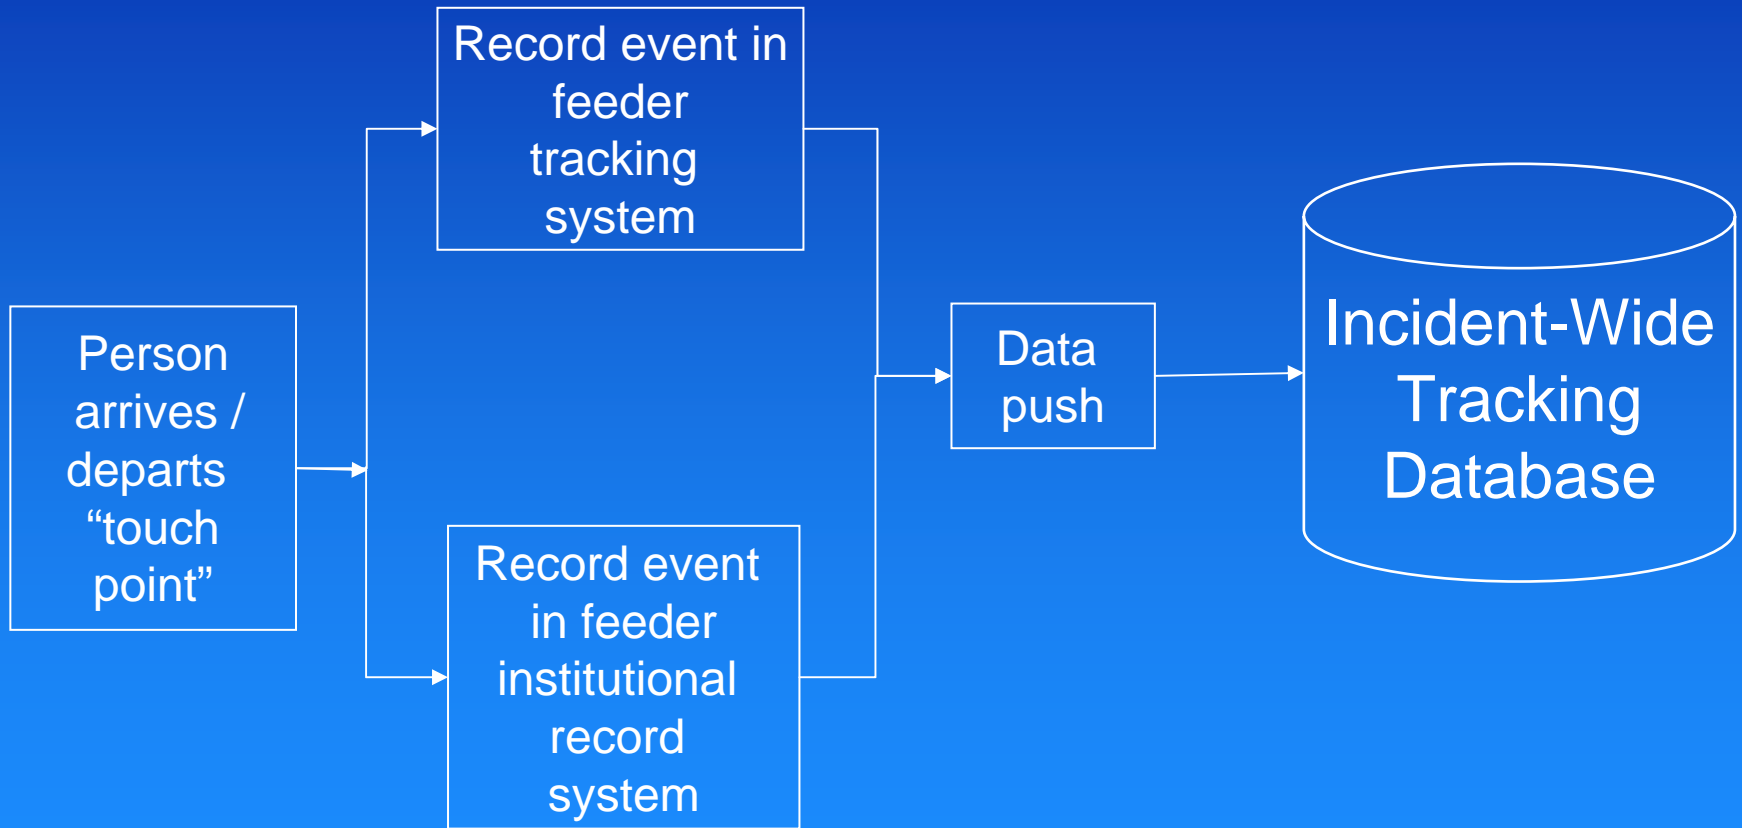 Record event in
feeder
tracking
system
Person
arrives /
departs
“touch
point”
Data
push
Incident-Wide
Tracking
Database
Record event
in feeder
institutional
record
system